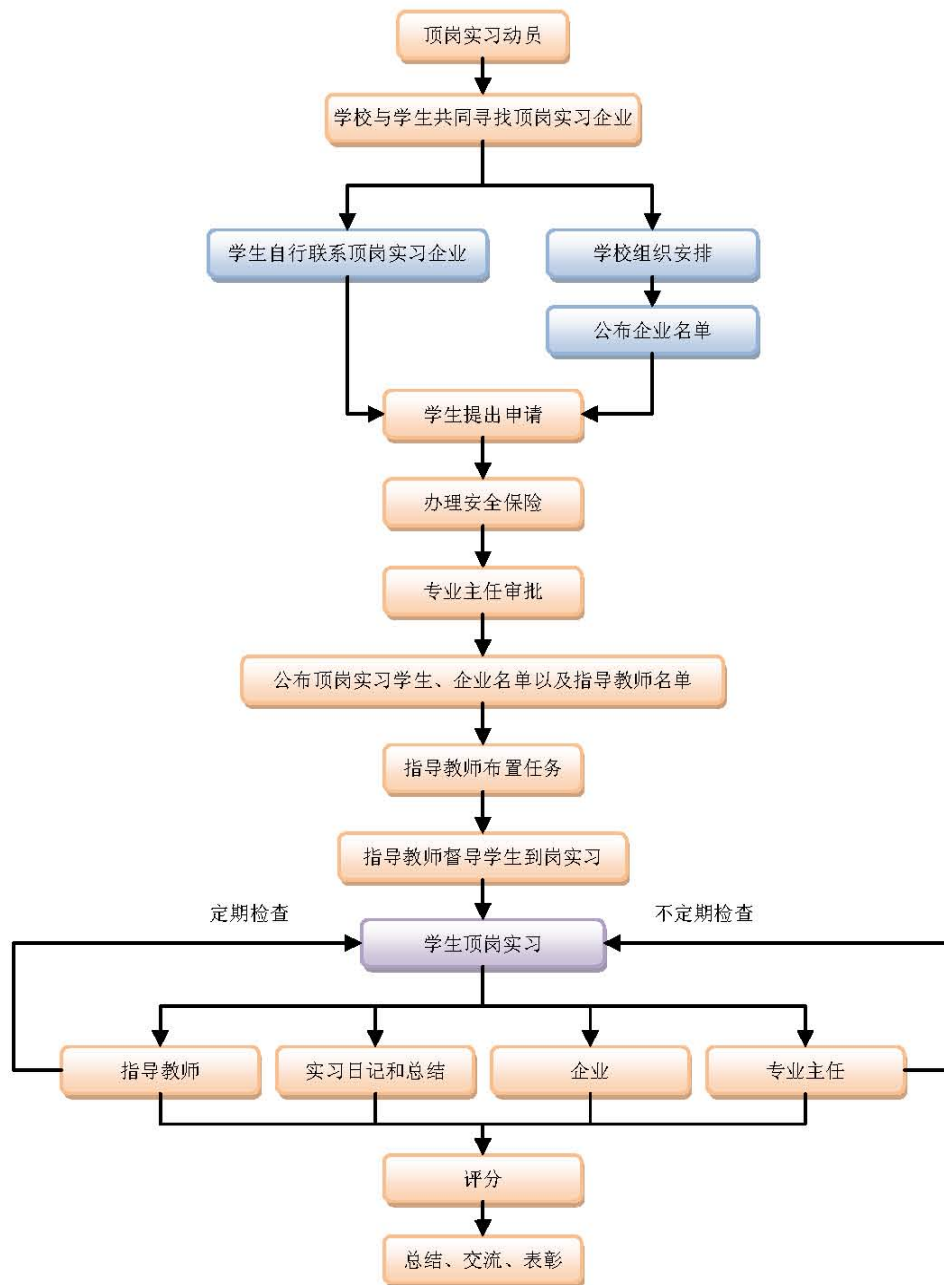 顶岗实习动员
学校与学生共同寻找顶岗实习企业
学生自行联系顶岗实习企业
学校组织安排
公布企业名单
学生提出申请
办理安全保险
专业主任审批
公布顶岗实习学生、企业名单以及指导教师名单
指导教师布置任务
指导教师督导学生到岗实习
定期检查
不定期检查
学生顶岗实习
指导教师
实习日记和总结
企业
专业主任
评分
总结、交流、表彰